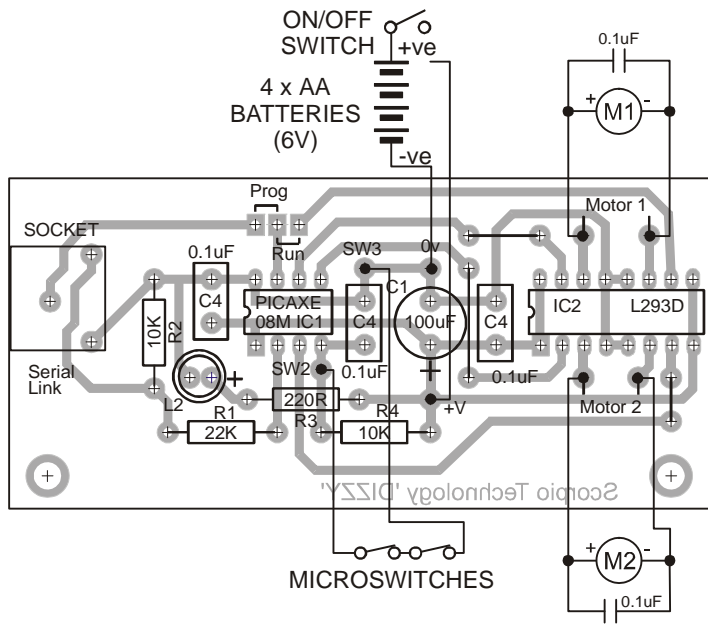 ON/OFF
SWITCH
+ve
4 x AA
BATTERIES
(6V)
-ve
0.1uF
+ M1 -
Prog
Run
Motor 1
SOCKET
0.1uF
SW3
0v
C4
PICAXE
08M IC1
C1
C4
100uF
C4
IC2
L293D
10K
R2
Serial
Link
L2
+
SW2
0.1uF
+
0.1uF
220R
R3
+V
Motor 2
R1
22K
R4
10K
Scorpio Technology 'DIZZY'
MICROSWITCHES
+ M2 -
0.1uF